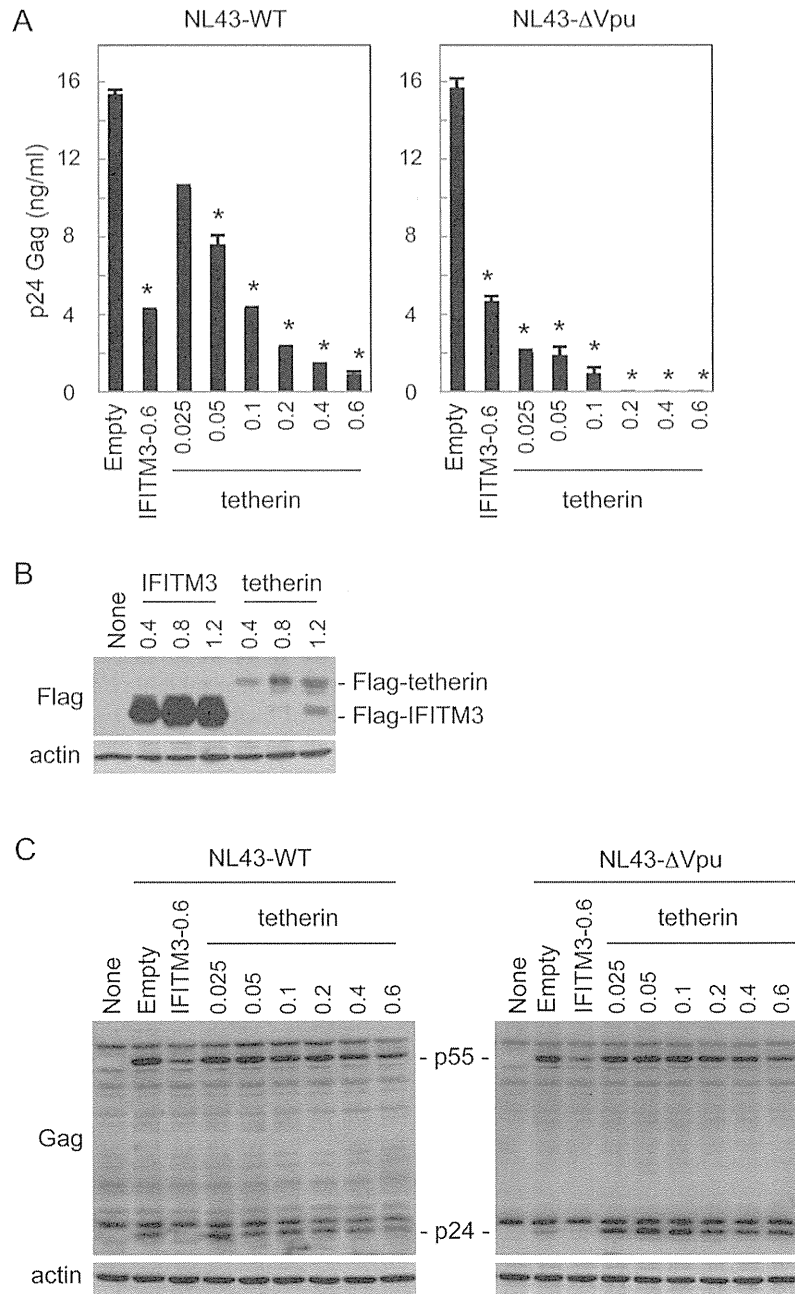 A
NL43-WT
NL43-ΔVpu
p24 Gag (ng/ml)
16
12
8
4
0
* * * * * *
Empty
IFITM3-0.6
0.025
0.05
0.1
0.2
0.4
0.6
tetherin
16
12
8
4
0
* * * * * * *
Empty
IFITM3-0.6
0.025
0.05
0.1
0.2
0.4
0.6
tetherin
B
IFITM3 tetherin
None 0.4 0.8 1.2 0.4 0.8 1.2
Flag
- Flag-tetherin
- Flag-IFITM3
actin
C
NL43-WT
NL43-ΔVpu
tetherin
tetherin
None Empty IFITM3-0.6 0.025 0.05 0.1 0.2 0.4 0.6
None Empty IFITM3-0.6 0.025 0.05 0.1 0.2 0.4 0.6
- p55 -
Gag
- p24 -
actin